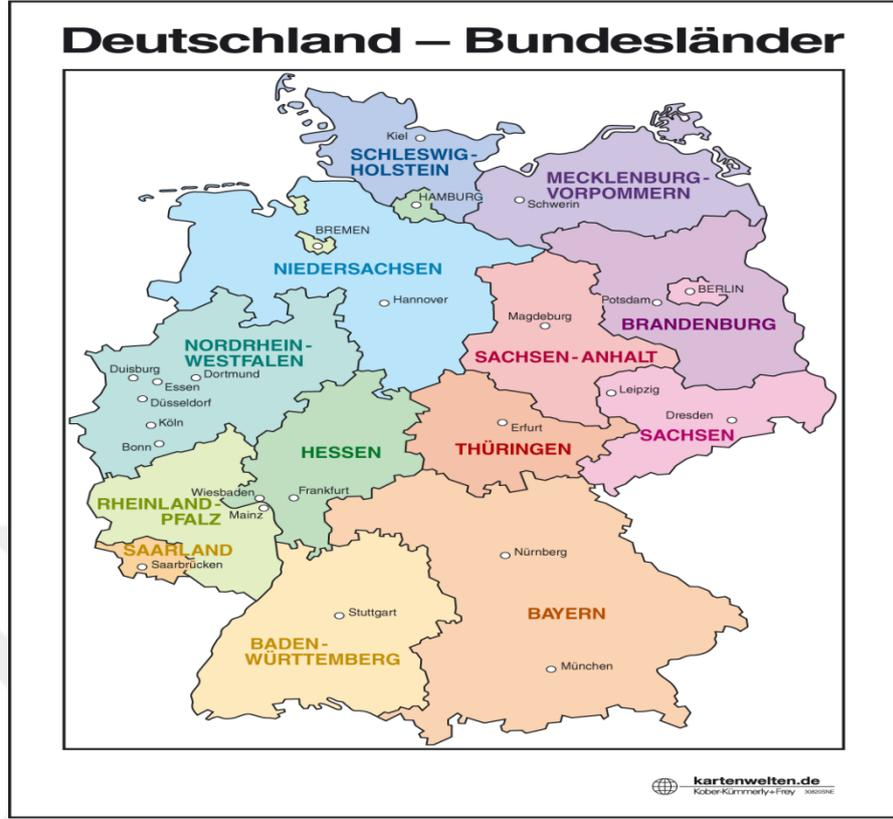 Deutschland – Bundesländer
Kiel
SCHLESWIG-
HOLSTEIN
HAMBURG
MECKLENBURG-
VORPOMMERN
Schwerin
BREMEN
NIEDERSACHSEN
Hannover
BERLIN
Potsdam
BRANDENBURG
Magdeburg
SACHSEN-ANHALT
NORDRHEIN-
WESTFALEN
Duisburg
Dortmund
Essen
Düsseldorf
Köln
Bonn
Leipzig
Dresden
SACHSEN
Erfurt
THÜRINGEN
HESSEN
Wiesbaden
Frankfurt
RHEINLAND-
PFALZ
Mainz
SAARLAND
Saarbrücken
Nürnberg
BAYERN
Stuttgart
BADEN-
WÜRTTEMBERG
München
kartenwelten.de
Kober-Kümmerly+Frey